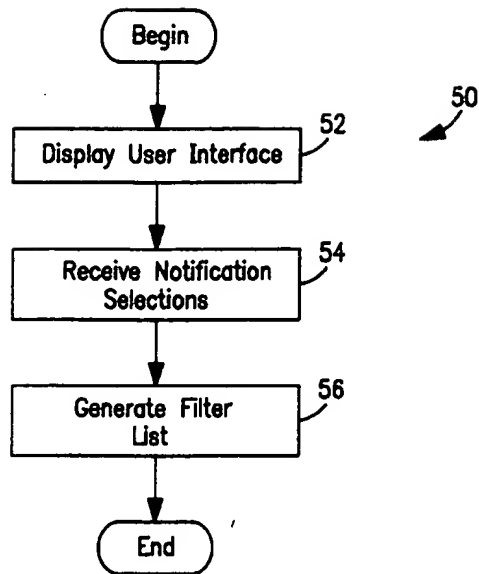 Begin
50
52
Display User Interface
54
Receive Notification
Selections
56
Generate Filter
List
End